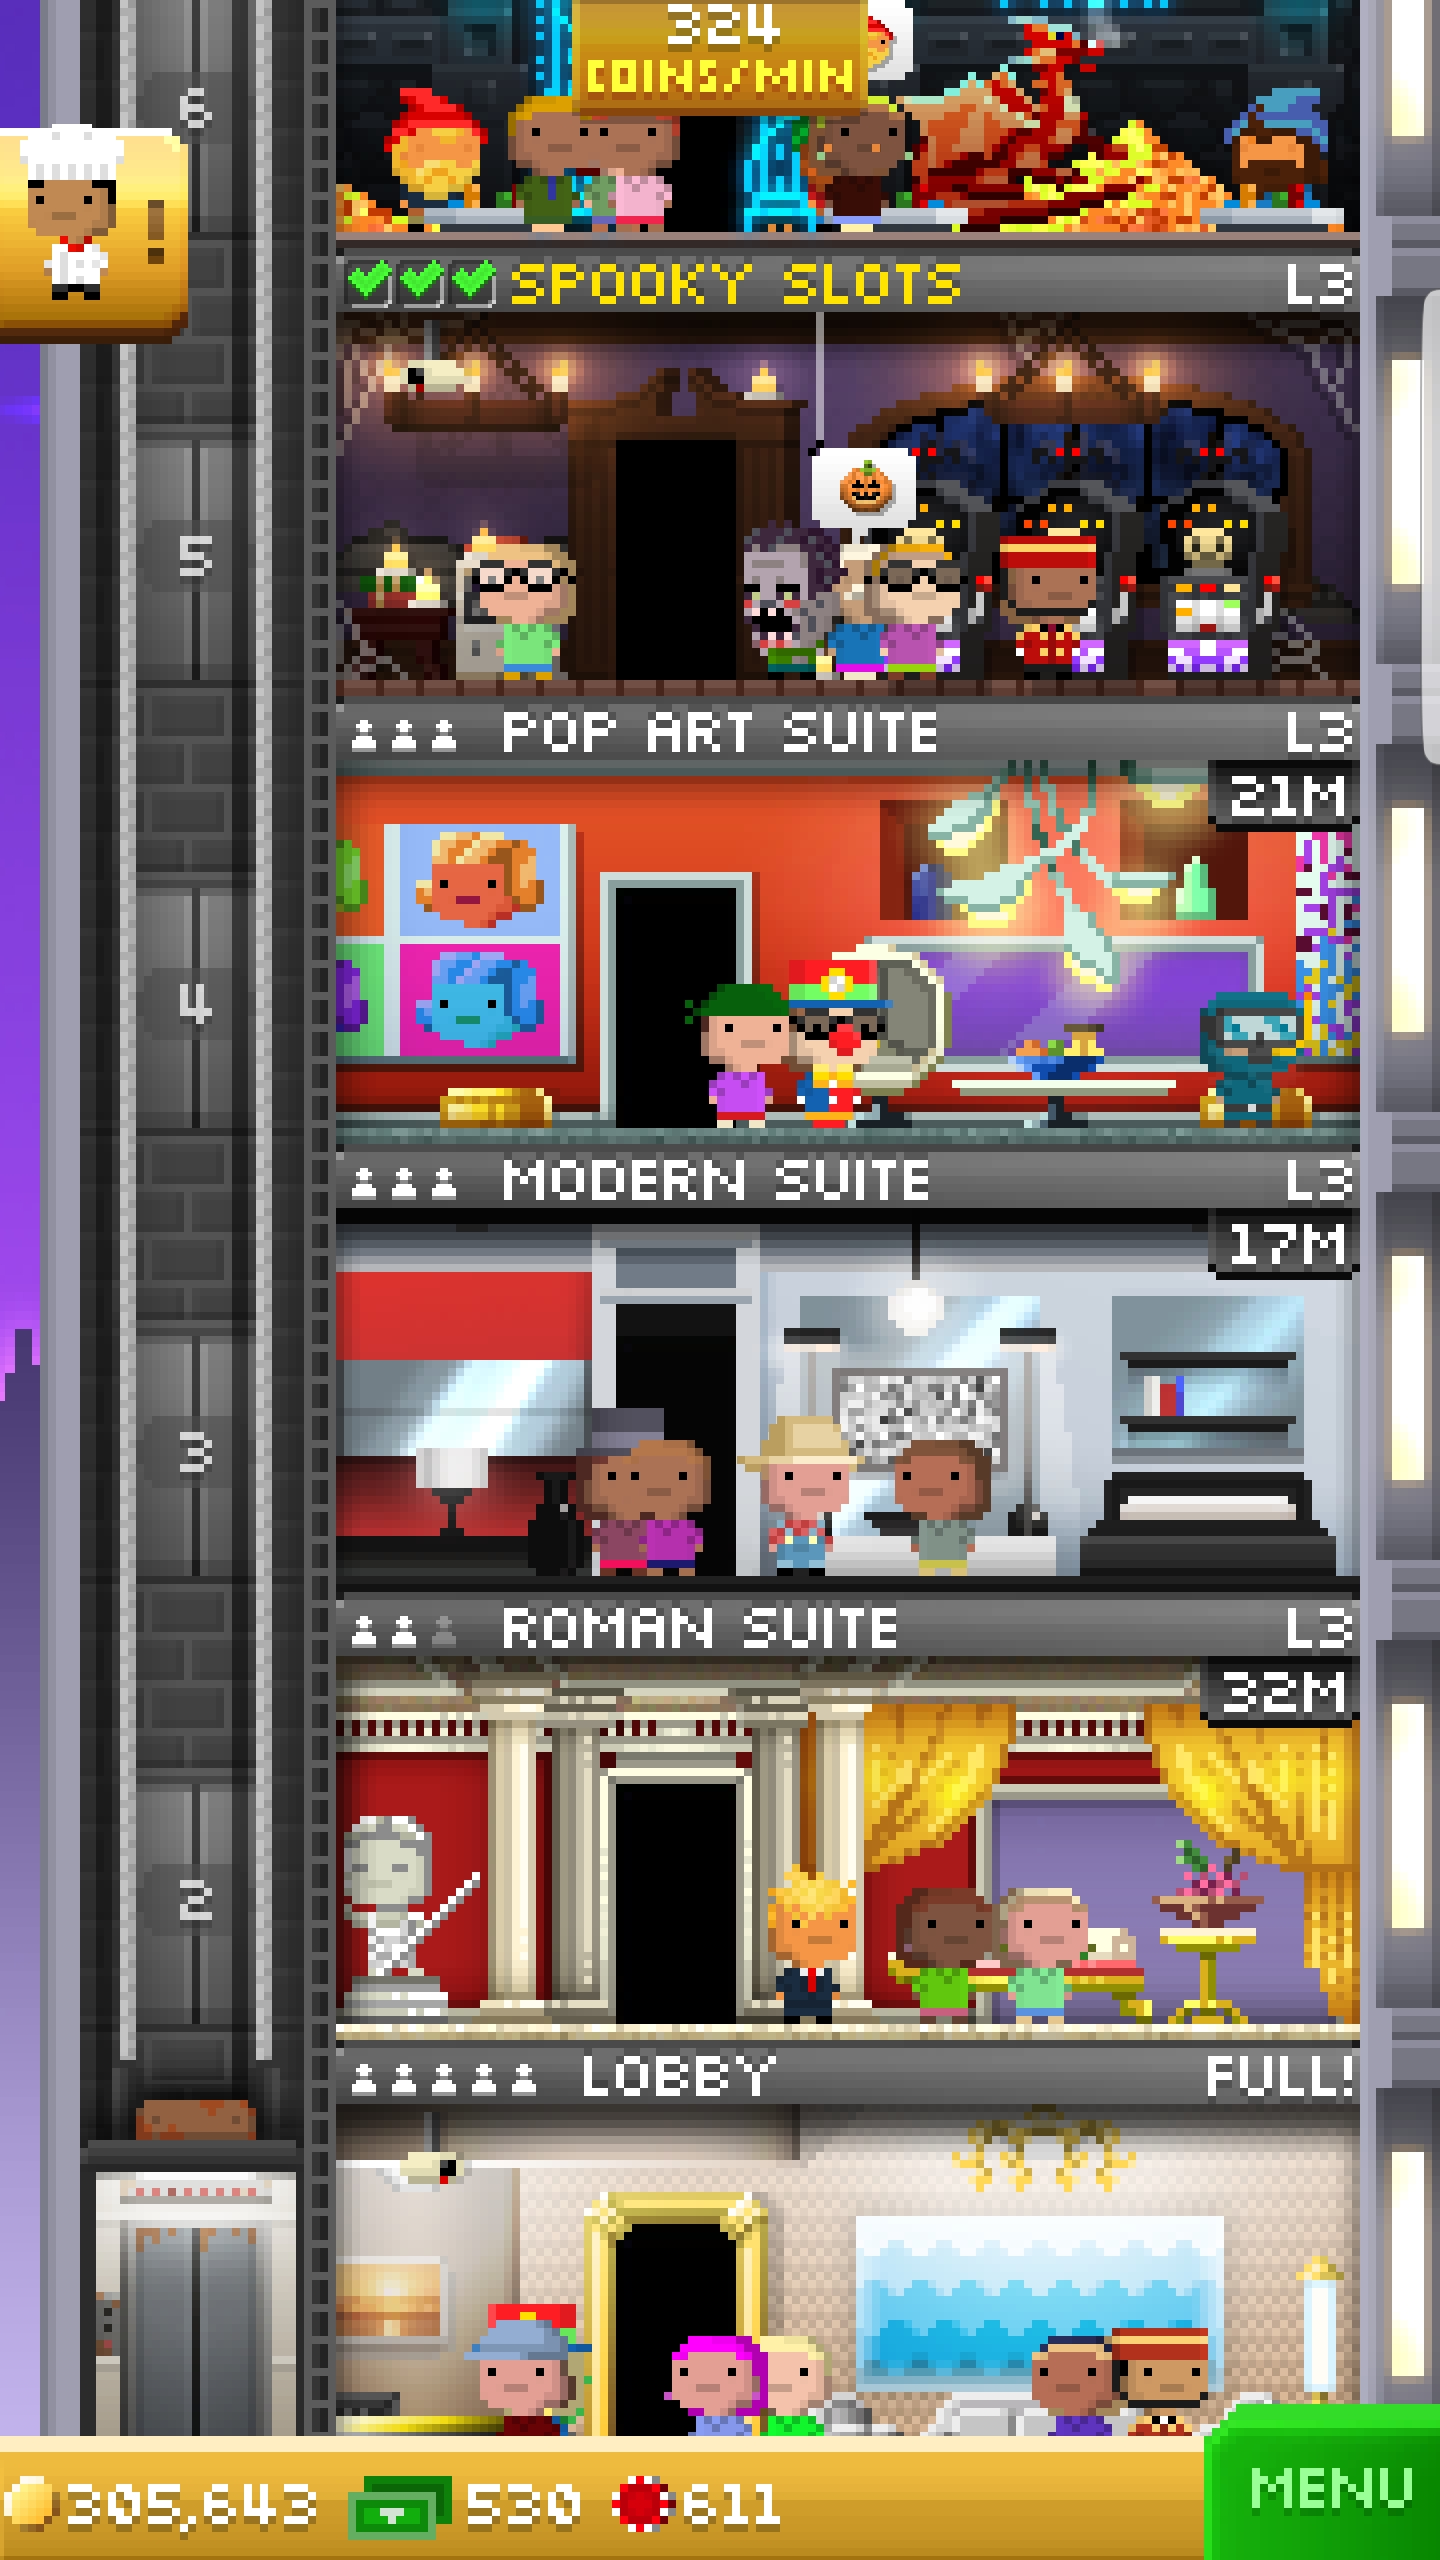 324
COINS/MIN
6
!
SPOOKY SLOTS L3
5
POP ART SUITE L3
21M
4
MODERN SUITE L3
17M
3
ROMAN SUITE L3
32M
2
LOBBY FULL!
305,643 530 611 MENU